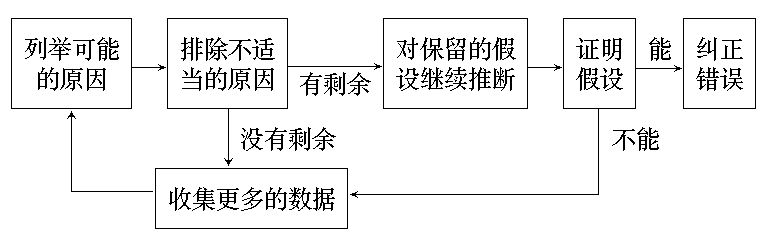 列举可能
的原因
排除不适
当的原因
有剩余
对保留的假
设继续推断
证明
假设
能
纠正
错误
没有剩余
不能
收集更多的数据